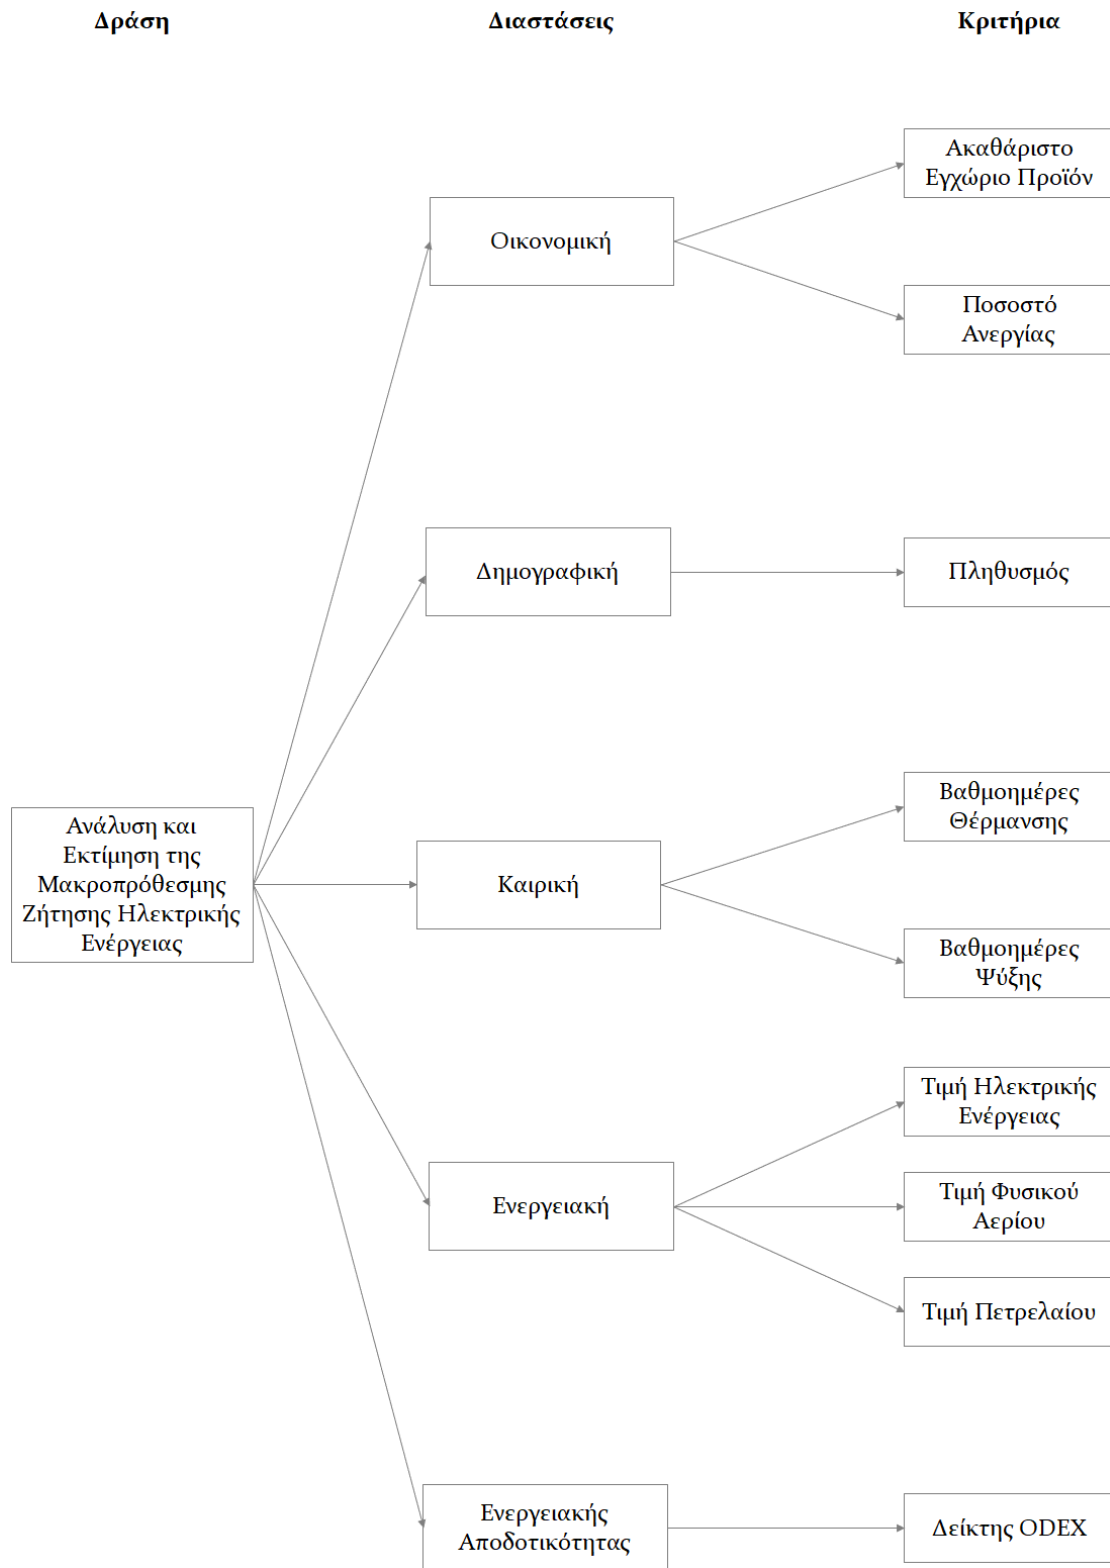 Δράση
Διαστάσεις
Κριτήρια
Ακαθάριστο
Εγχώριο Προϊόν
Οικονομική
Ποσοστό
Ανεργίας
Δημογραφική
Πληθυσμός
Βαθμοημέρες
Θέρμανσης
Ανάλυση και
Εκτίμηση της
Μακροπρόθεσμης
Ζήτησης Ηλεκτρικής
Ενέργειας
Καιρική
Βαθμοημέρες
Ψύξης
Τιμή Ηλεκτρικής
Ενέργειας
Ενεργειακή
Τιμή Φυσικού
Αερίου
Τιμή Πετρελαίου
Ενεργειακής
Αποδοτικότητας
Δείκτης ODEX